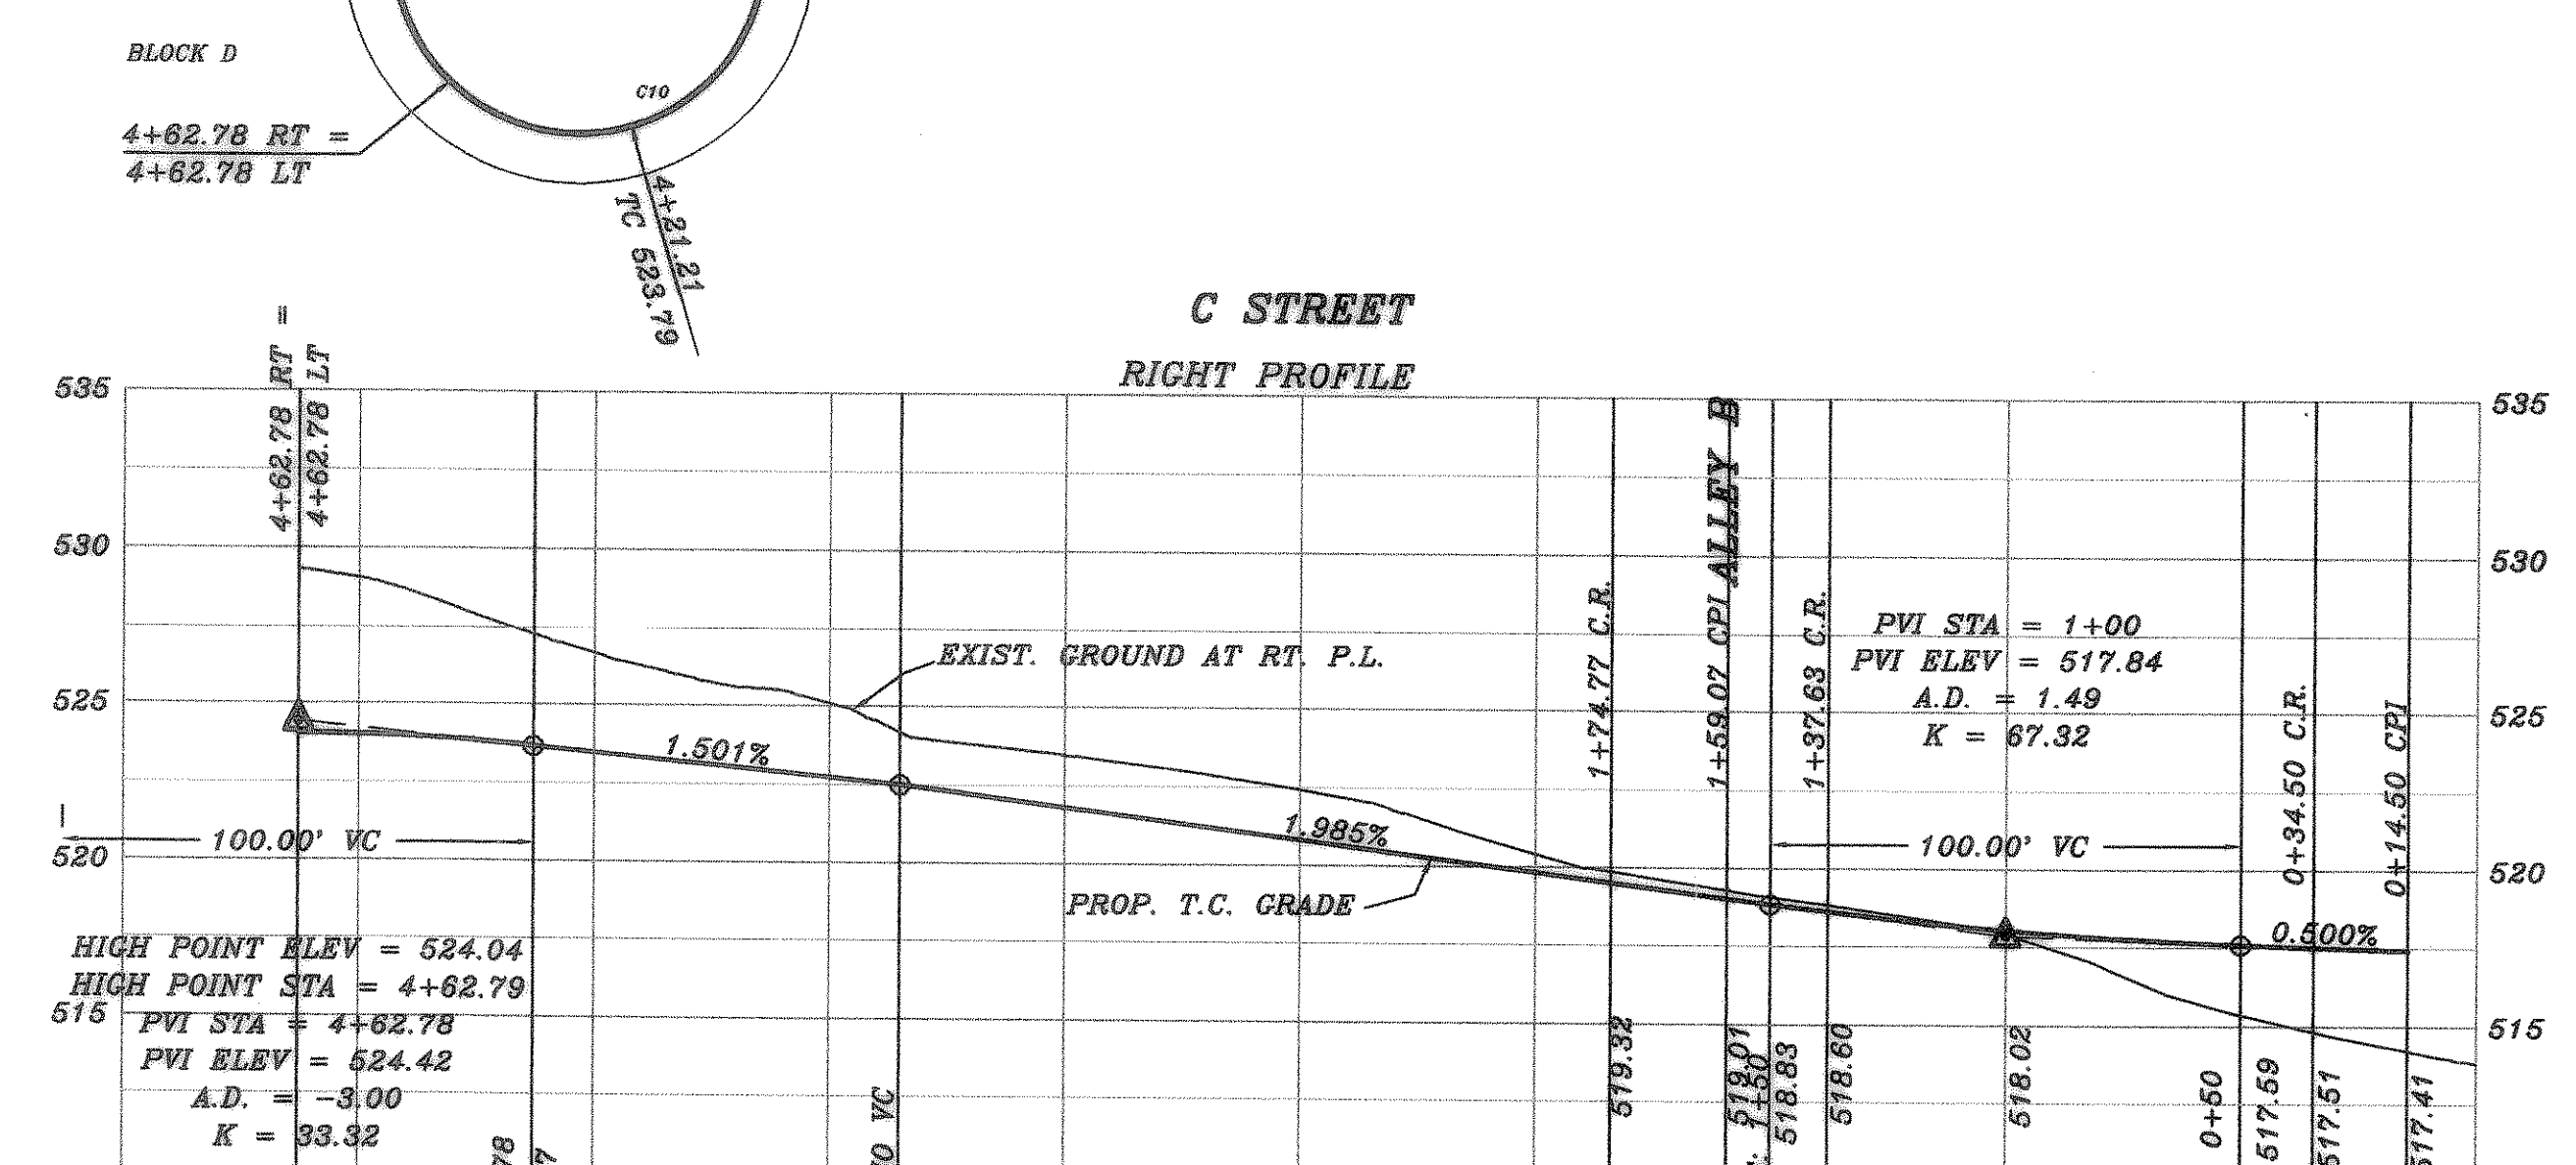 BLOCK D
C10
4+62.78 RT =
4+62.78 LT
4+21.21
TC 523.79
C STREET
RIGHT PROFILE
4+62.78 RT =
4+62.78 LT
535
535
530
530
525
525
520
520
515
515
1.501%
EXIST. GROUND AT RT. P.L.
1.985%
PROP. T.C. GRADE
1+74.77 C.R.
1+59.07 CPI ALLEY B
1+37.63 C.R.
PVI STA = 1+00
PVI ELEV = 517.84
A.D. = 1.49
K = 67.32
0+34.50 C.R.
0+14.50 CPI
100.00' VC
100.00' VC
0.500%
HIGH POINT ELEV = 524.04
HIGH POINT STA = 4+62.79
PVI STA = 4+62.78
PVI ELEV = 524.42
A.D. = -3.00
K = 33.32
VC
519.32
519.01
1+50
518.83
518.60
518.02
0+50
517.59
517.51
517.41